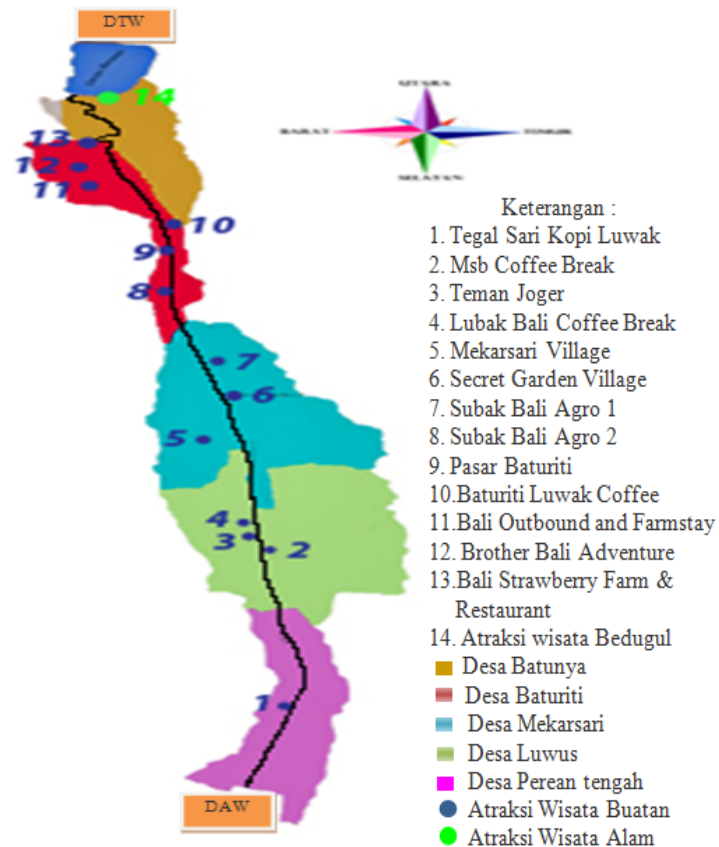 DTW
14
13
12
11
10
9
8
7
6
5
4
3
2
1
DAW
UTARA
BARAT
SELATAN
Keterangan :
1. Tegal Sari Kopi Luwak
2. Msb Coffee Break
3. Teman Joger
4. Lubak Bali Coffee Break
5. Mekarsari Village
6. Secret Garden Village
7. Subak Bali Agro 1
8. Subak Bali Agro 2
9. Pasar Baturiti
10.Baturiti Luwak Coffee
11.Bali Outbound and Farmstay
12. Brother Bali Adventure
13.Bali Strawberry Farm &
Restaurant
14. Atraksi wisata Bedugul
Desa Batunya
Desa Baturiti
Desa Mekarsari
Desa Luwus
Desa Perean tengah
Atraksi Wisata Buatan
Atraksi Wisata Alam